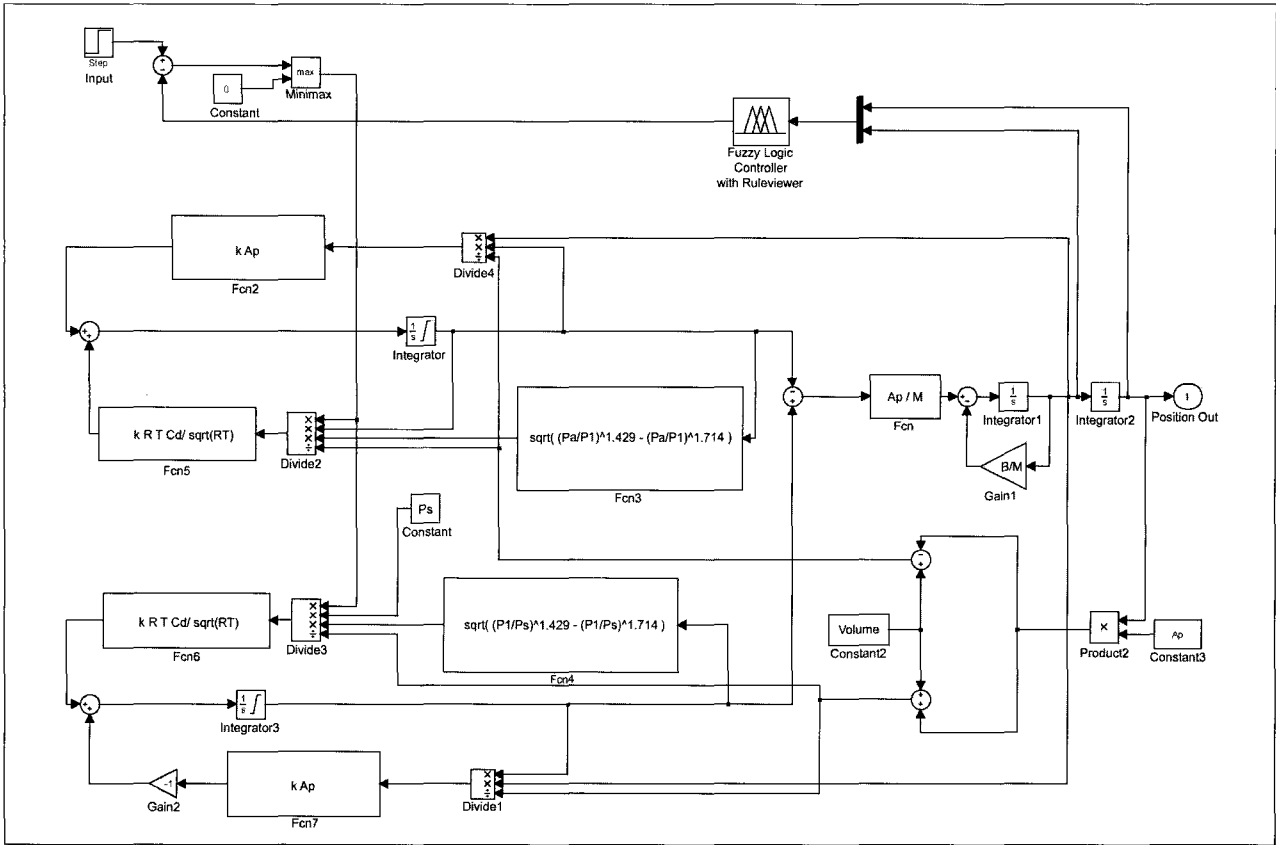 Step
Input
+
-
0
Constant
max
Minimax
Fuzzy Logic
Controller
with Ruleviewer
k Ap
Fcn2
×
×
÷
Divide4
+
+
1
s
Integrator
k R T Cd/ sqrt(RT)
Fcn5
×
×
×
÷
Divide2
sqrt( (Pa/P1)^1.429 - (Pa/P1)^1.714 )
Fcn3
-
+
Ap / M
Fcn
+
-
1
s
Integrator1
1
s
Integrator2
1
Position Out
B/M
Gain1
Ps
Constant
k R T Cd/ sqrt(RT)
Fcn6
×
×
×
÷
Divide3
sqrt( (P1/Ps)^1.429 - (P1/Ps)^1.714 )
Fcn4
-
+
Volume
Constant2
+
+
×
Product2
Ap
Constant3
+
+
1
s
Integrator3
-1
Gain2
k Ap
Fcn7
×
×
÷
Divide1